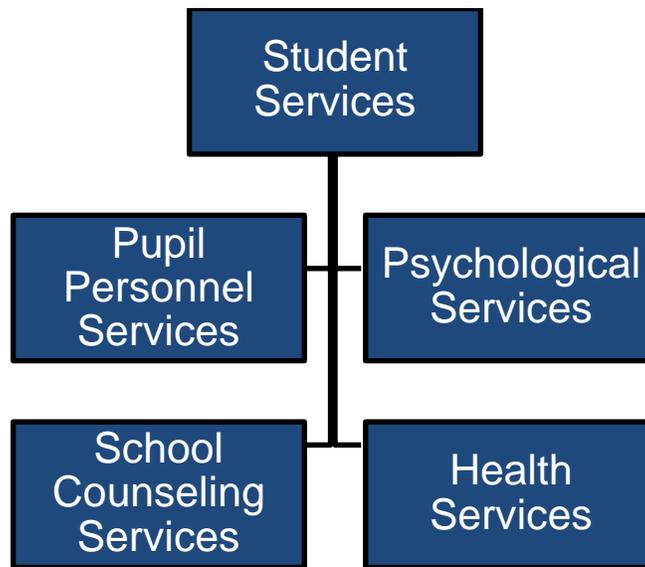 Student
Services
Pupil
Personnel
Services
Psychological
Services
School
Counseling
Services
Health
Services